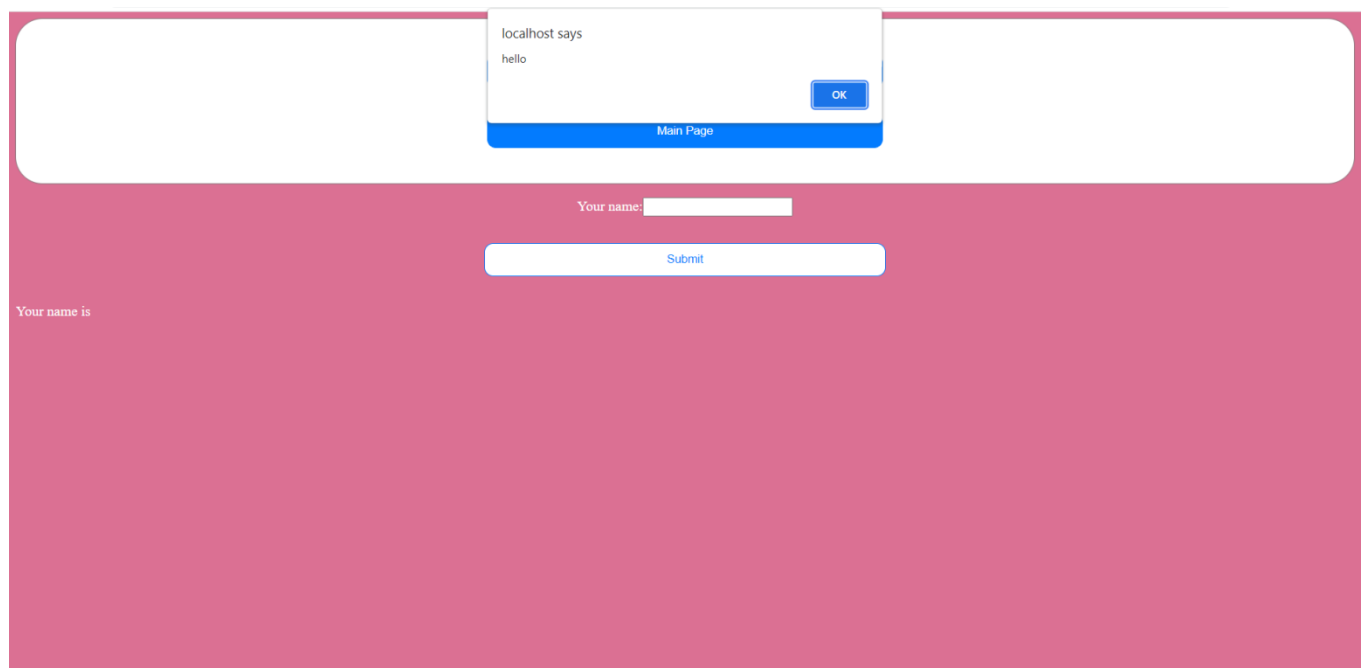 localhost says
hello
OK
Main Page
Your name:
Submit
Your name is